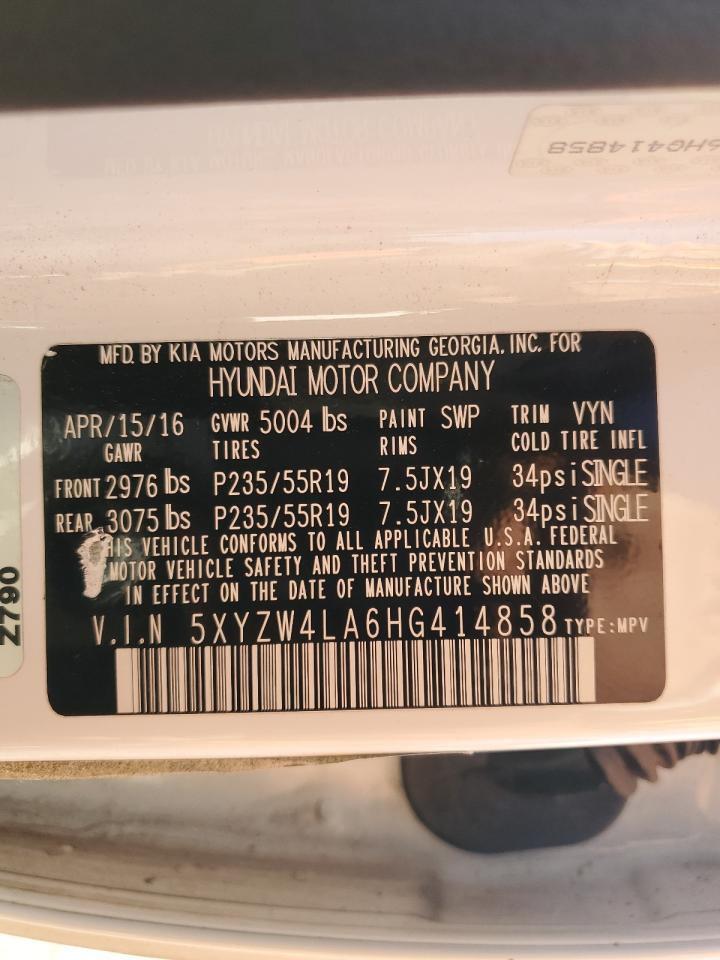 6HG414858
MFD. BY KIA MOTORS MANUFACTURING GEORGIA, INC. FOR
HYUNDAI MOTOR COMPANY
APR/15/16 GVWR 5004 lbs PAINT SWP TRIM VYN
GAWR TIRES RIMS COLD TIRE INFL
FRONT 2976 lbs P235/55R19 7.5JX19 34psi SINGLE
REAR 3075 lbs P235/55R19 7.5JX19 34psi SINGLE
HIS VEHICLE CONFORMS TO ALL APPLICABLE U.S.A. FEDERAL
MOTOR VEHICLE SAFETY AND THEFT PREVENTION STANDARDS
IN EFFECT ON THE DATE OF MANUFACTURE SHOWN ABOVE
V.I.N 5XYZW4LA6HG414858 TYPE:MPV
Z790